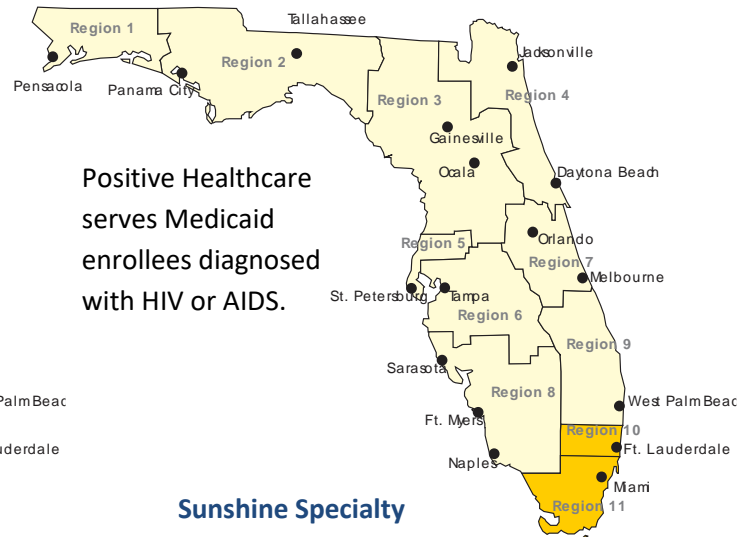 Tallahassee
Region 1
Region 2
Jacksonville
Pensacola
Panama City
Region 3
Region 4
Gainesville
Ocala
Daytona Beach
Positive Healthcare
serves Medicaid
enrollees diagnosed
with HIV or AIDS.
Region 5
Orlando
Region 7
Melbourne
St. Petersburg
Tampa
Region 6
Region 9
Sarasota
Region 8
Palm Beac
West Palm Beac
Ft. Myers
Region 10
uderdale
Ft. Lauderdale
Naples
Miami
Region 11
Sunshine Specialty